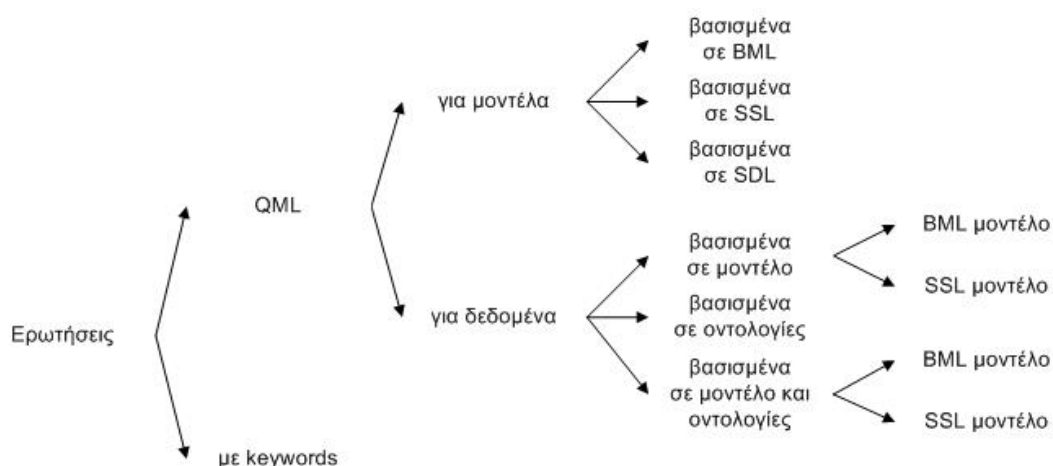 βασισμένα
σε BML
για μοντέλα
βασισμένα
σε SSL
βασισμένα
σε SDL
QML
BML μοντέλο
βασισμένα
σε μοντέλο
SSL μοντέλο
για δεδομένα
βασισμένα
σε οντολογίες
Ερωτήσεις
BML μοντέλο
βασισμένα
σε μοντέλο και
οντολογίες
SSL μοντέλο
με keywords